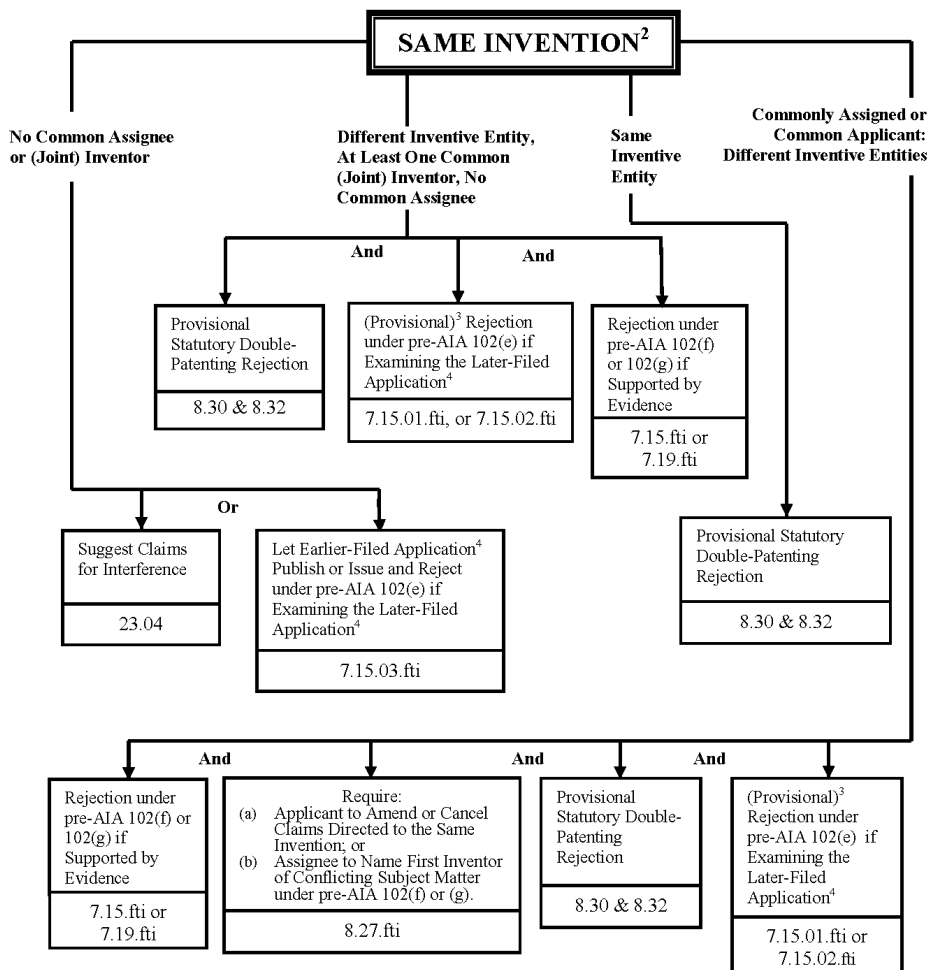 SAME INVENTION²
No Common Assignee
or (Joint) Inventor
Different Inventive Entity,
At Least One Common
(Joint) Inventor, No
Common Assignee
Same
Inventive
Entity
Commonly Assigned or
Common Applicant:
Different Inventive Entities
And
And
Provisional
Statutory Double-
Patenting Rejection
8.30 & 8.32
(Provisional)³ Rejection
under pre-AIA 102(e) if
Examining the Later-Filed
Application⁴
7.15.01.fti, or 7.15.02.fti
Rejection under
pre-AIA 102(f)
or 102(g) if
Supported by
Evidence
7.15.fti or
7.19.fti
Or
Suggest Claims
for Interference
23.04
Let Earlier-Filed Application⁴
Publish or Issue and Reject
under pre-AIA 102(e) if
Examining the Later-Filed
Application⁴
7.15.03.fti
Provisional Statutory
Double-Patenting
Rejection
8.30 & 8.32
And
And
And
Rejection under
pre-AIA 102(f) or
102(g) if
Supported by
Evidence
7.15.fti or
7.19.fti
Require:
(a) Applicant to Amend or Cancel
Claims Directed to the Same
Invention; or
(b) Assignee to Name First Inventor
of Conflicting Subject Matter
under pre-AIA 102(f) or (g).
8.27.fti
Provisional
Statutory Double-
Patenting
Rejection
8.30 & 8.32
(Provisional)³
Rejection under
pre-AIA 102(e) if
Examining the
Later-Filed
Application⁴
7.15.01.fti or
7.15.02.fti